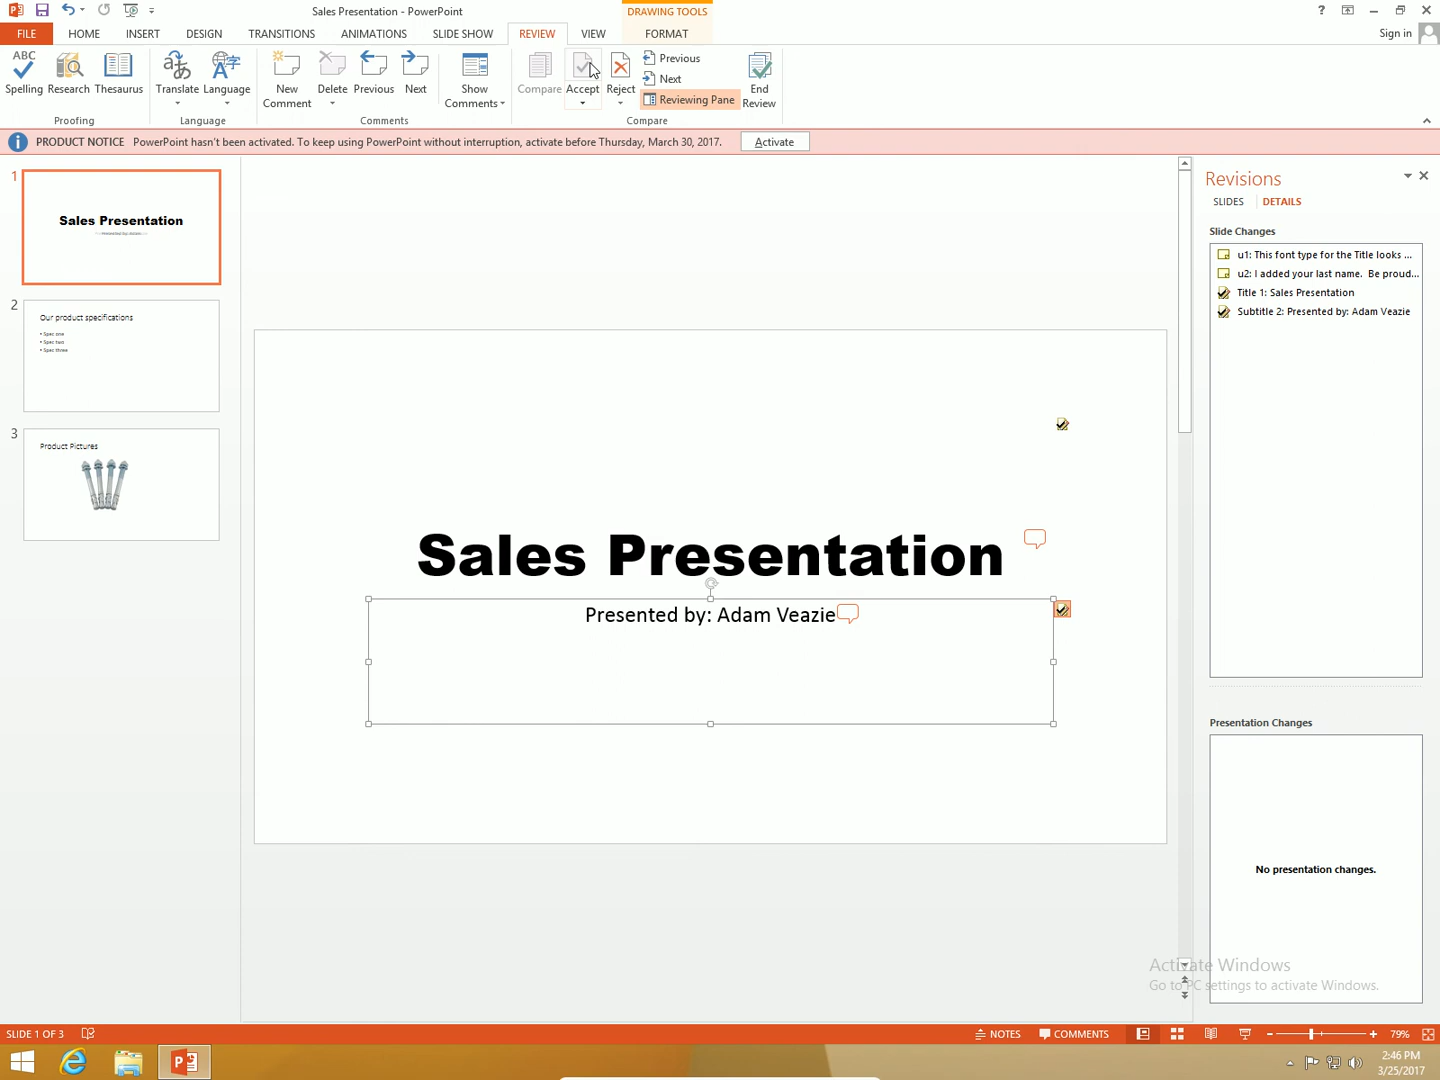 Sales Presentation - PowerPoint
DRAWING TOOLS
?
Sign in
FILE HOME INSERT DESIGN TRANSITIONS ANIMATIONS SLIDE SHOW REVIEW VIEW FORMAT
ABC
Spelling Research Thesaurus
Proofing
Translate Language
Language
New Comment Delete Previous Next
Show Comments
Comments
Compare Accept Reject
Previous
Next
Reviewing Pane
End Review
Compare
PRODUCT NOTICE PowerPoint hasn't been activated. To keep using PowerPoint without interruption, activate before Thursday, March 30, 2017. Activate
1
Sales Presentation
2
Our product specifications
• Spec one
• Spec two
• Spec three
3
Product Pictures
Sales Presentation
Presented by: Adam Veazie
Revisions
SLIDES DETAILS
Slide Changes
u1: This font type for the Title looks ...
u2: I added your last name. Be proud...
Title 1: Sales Presentation
Subtitle 2: Presented by: Adam Veazie
Presentation Changes
No presentation changes.
Activate Windows
Go to PC settings to activate Windows.
SLIDE 1 OF 3
NOTES COMMENTS 79%
2:46 PM
3/25/2017